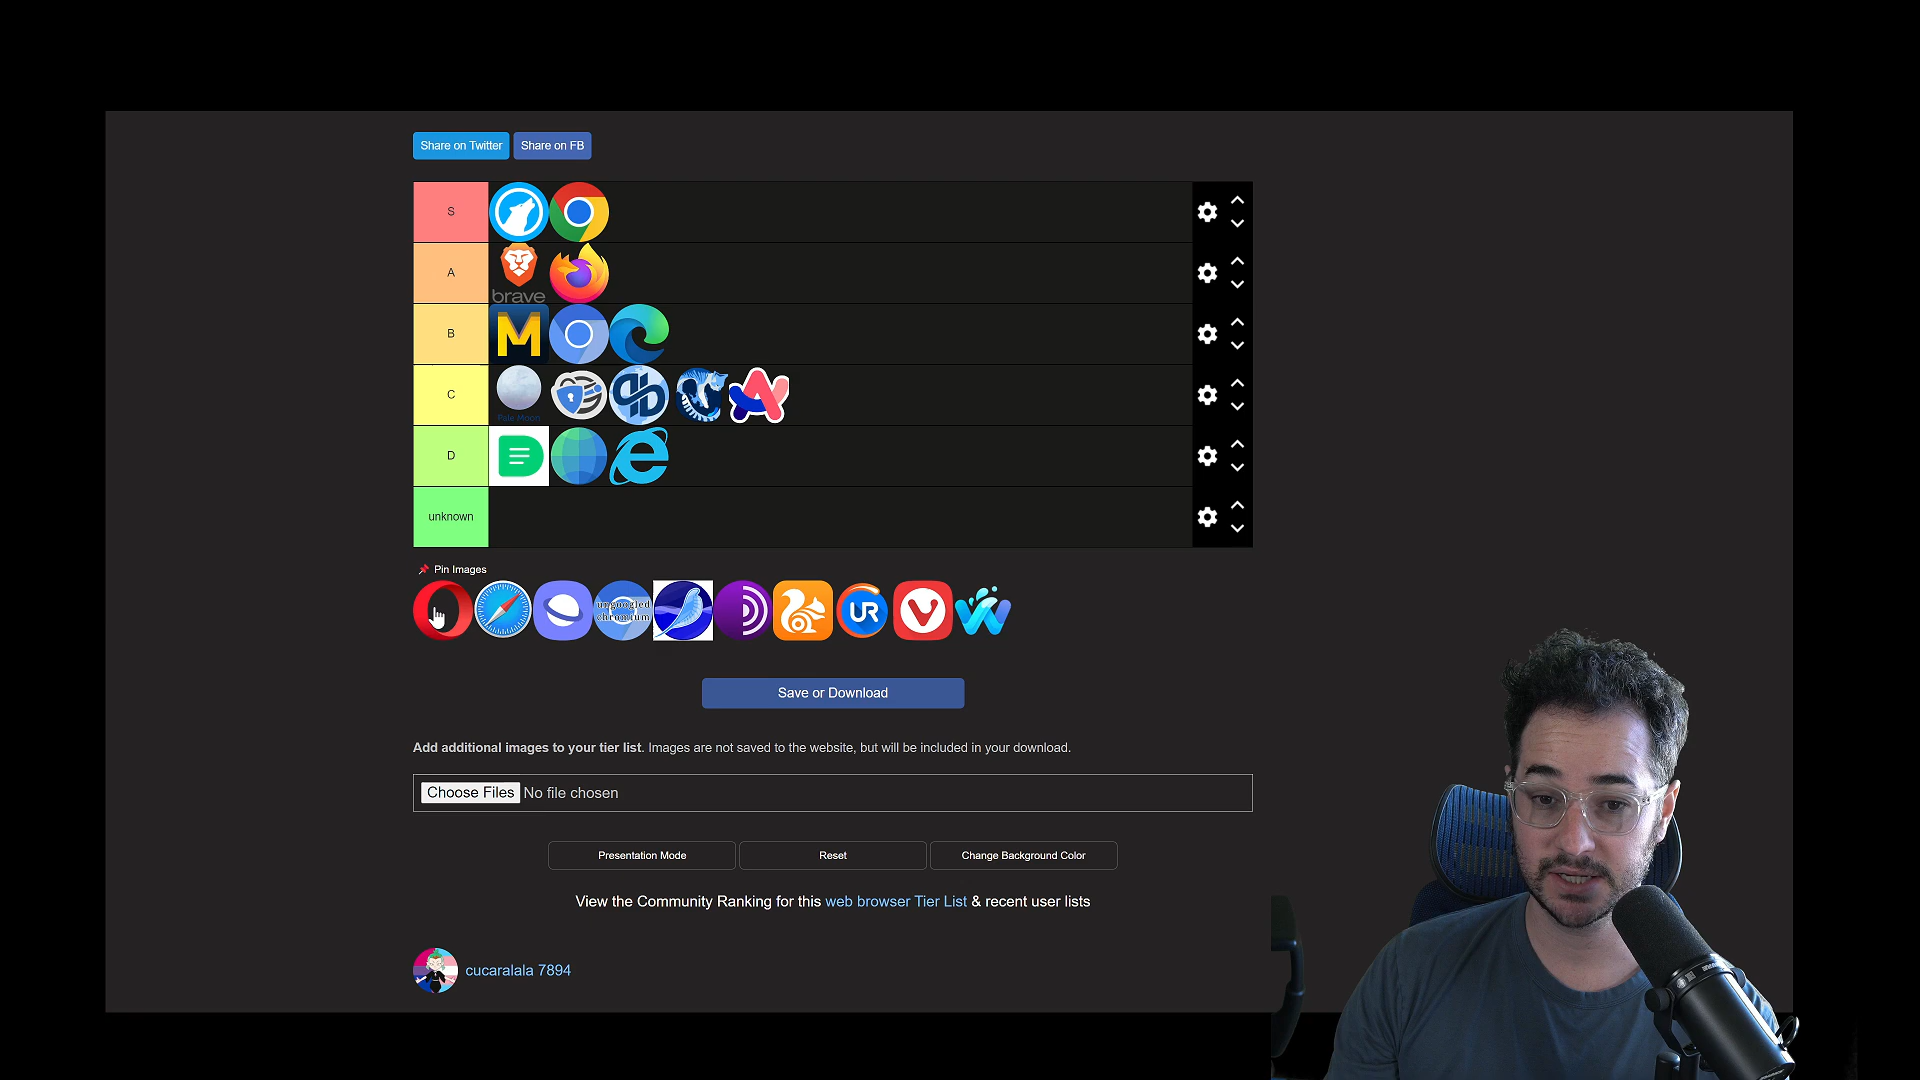 Share on Twitter Share on FB
S
A
brave
B
M
C
Pale Moon
D
unknown
Pin Images
ungoogled
chromium
UR
Save or Download
Add additional images to your tier list. Images are not saved to the website, but will be included in your download.
Choose Files No file chosen
Presentation Mode Reset Change Background Color
View the Community Ranking for this web browser Tier List & recent user lists
cucaralala 7894